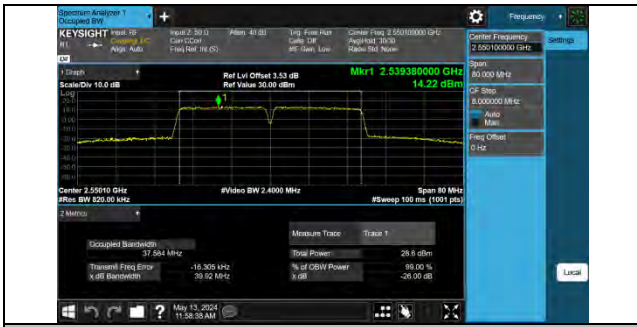 Spectrum Analyzer 1
Occupied BW
+
Frequency
KEYSIGHT Input: RF Input Z: 50 Ω Atten: 40 dB Trig: Free Run Center Freq: 2.550100000 GHz
Coupling: DC Corr CCorr Gate: Off Avg|Hold: 30/30
Align: Auto Freq Ref: Int (S) #IF Gain: Low Radio Std: None
Center Frequency
2.550100000 GHz
Settings
Span
80.000 MHz
CF Step
8.000000 MHz
Auto
Man
Freq Offset
0 Hz
1 Graph
Scale/Div 10.0 dB
Ref Lvl Offset 3.53 dB
Ref Value 30.00 dBm
Mkr1 2.539380000 GHz
14.22 dBm
Log
1
Center 2.55010 GHz
#Res BW 820.00 kHz
#Video BW 2.4000 MHz
Span 80 MHz
#Sweep 100 ms (1001 pts)
2 Metrics
Measure Trace Trace 1
Occupied Bandwidth
37.564 MHz
Total Power 28.6 dBm
Transmit Freq Error -16.305 kHz
% of OBW Power 99.00 %
x dB Bandwidth 39.92 MHz
x dB -26.00 dB
Local
?
May 13, 2024
11:58:38 AM